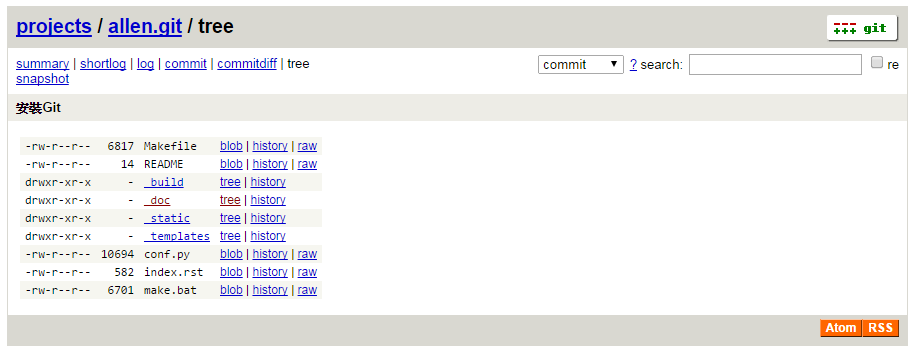 projects / allen.git / tree
git
summary | shortlog | log | commit | commitdiff | tree
snapshot
commit ? search: re
安裝Git
-rw-r--r-- 6817 Makefile blob | history | raw
-rw-r--r-- 14 README blob | history | raw
drwxr-xr-x - _build tree | history
drwxr-xr-x - _doc tree | history
drwxr-xr-x - _static tree | history
drwxr-xr-x - _templates tree | history
-rw-r--r-- 10694 conf.py blob | history | raw
-rw-r--r-- 582 index.rst blob | history | raw
-rw-r--r-- 6701 make.bat blob | history | raw
Atom RSS